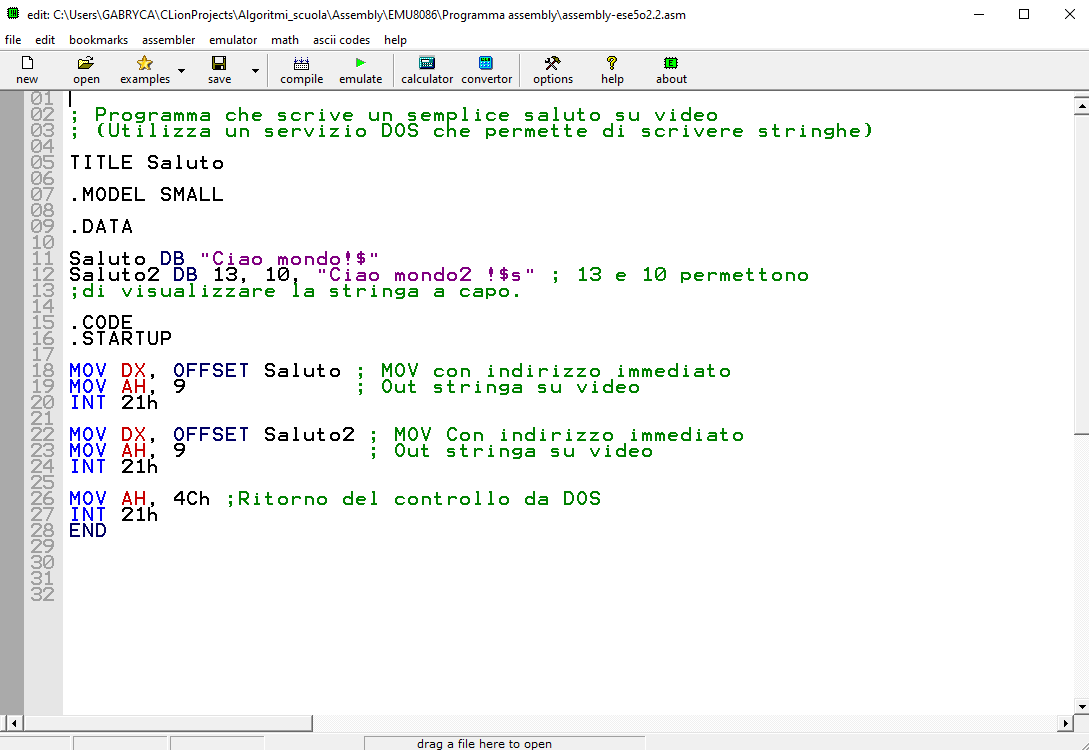 edit: C:\Users\GABRYCA\CLionProjects\Algoritmi_scuola\Assembly\EMU8086\Programma assembly\assembly-ese5o2.2.asm
file edit bookmarks assembler emulator math ascii codes help
new open examples save compile emulate calculator convertor options help about
01
02 ; Programma che scrive un semplice saluto su video
03 ; (Utilizza un servizio DOS che permette di scrivere stringhe)
04
05 TITLE Saluto
06
07 .MODEL SMALL
08
09 .DATA
10
11 Saluto DB "Ciao mondo!$"
12 Saluto2 DB 13, 10, "Ciao mondo2 !$s" ; 13 e 10 permettono
13 ;di visualizzare la stringa a capo.
14
15 .CODE
16 .STARTUP
17
18 MOV DX, OFFSET Saluto ; MOV con indirizzo immediato
19 MOV AH, 9 ; Out stringa su video
20 INT 21h
21
22 MOV DX, OFFSET Saluto2 ; MOV Con indirizzo immediato
23 MOV AH, 9 ; Out stringa su video
24 INT 21h
25
26 MOV AH, 4Ch ;Ritorno del controllo da DOS
27 INT 21h
28 END
29
30
31
32
drag a file here to open